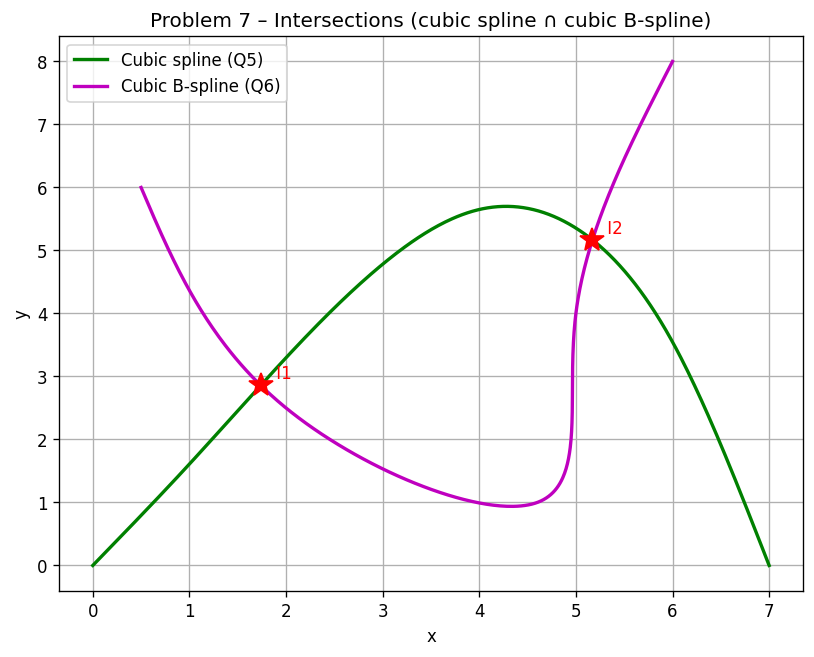 Problem 7 – Intersections (cubic spline ∩ cubic B-spline)
Cubic spline (Q5)
Cubic B-spline (Q6)
8
7
6
5
4
3
2
1
0
y
I2
I1
0 1 2 3 4 5 6 7
x